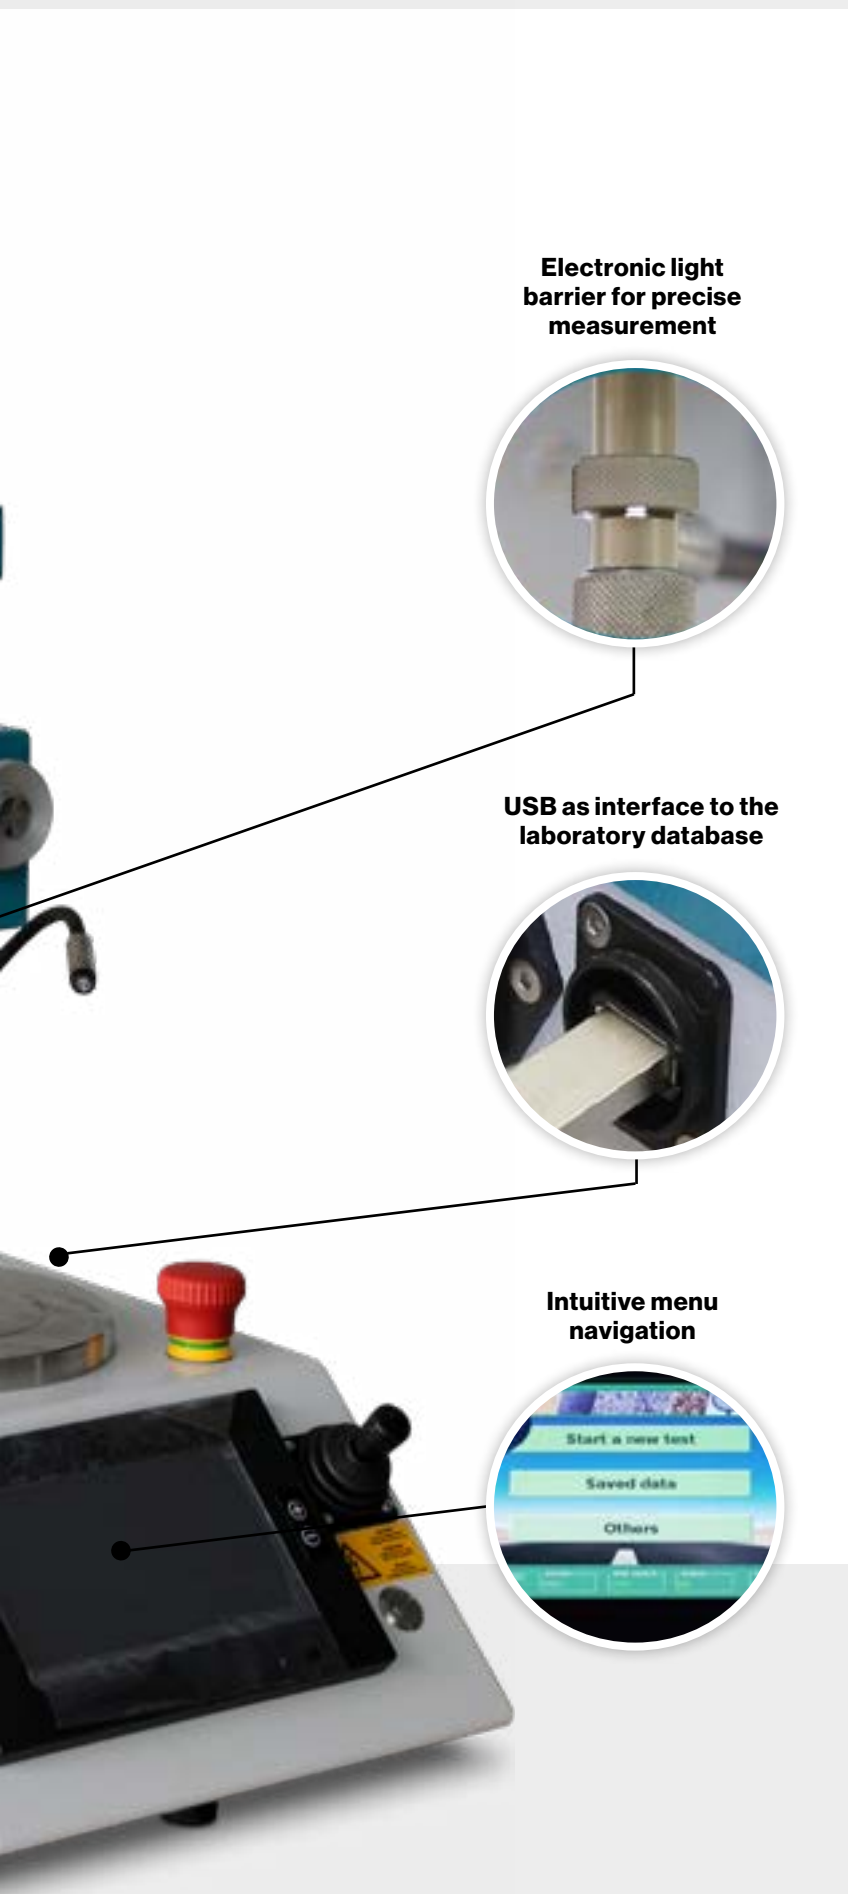 Electronic light
barrier for precise
measurement
USB as interface to the
laboratory database
Intuitive menu
navigation
Start a new test
Saved data
Others